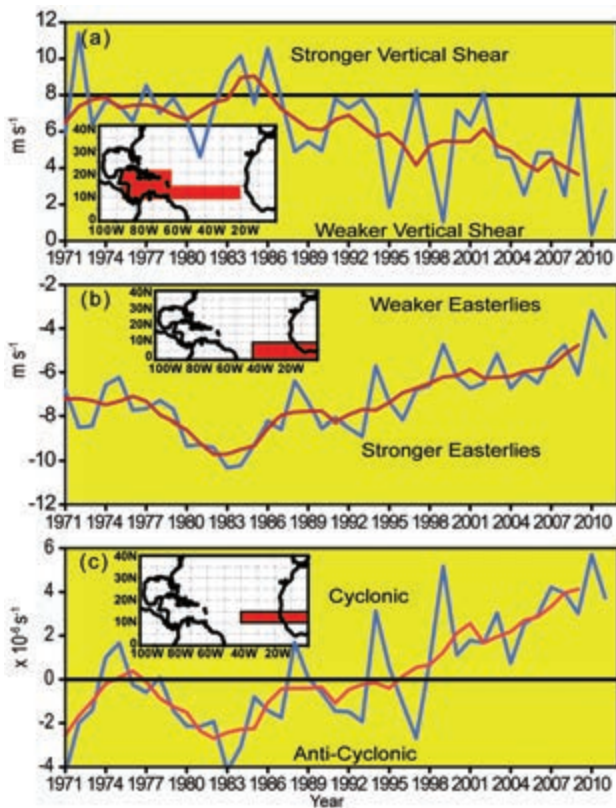 12
(a)
Stronger Vertical Shear
10
8
m s-1
6
4
2
0
40N
30N
20N
10N
0
100W 80W 60W 40W 20W
Weaker Vertical Shear
1971 1974 1977 1980 1983 1986 1989 1992 1995 1998 2001 2004 2007 2010
-2
(b)
40N
30N
20N
10N
0
100W 80W 60W 40W 20W
Weaker Easterlies
-4
m s-1
-6
-8
-10
Stronger Easterlies
-12
1971 1974 1977 1980 1983 1986 1989 1992 1995 1998 2001 2004 2007 2010
6
(c)
40N
30N
20N
10N
0
100W 80W 60W 40W 20W
Cyclonic
4
2
0
-2
-4
Anti-Cyclonic
1971 1974 1977 1980 1983 1986 1989 1992 1995 1998 2001 2004 2007 2010
Year